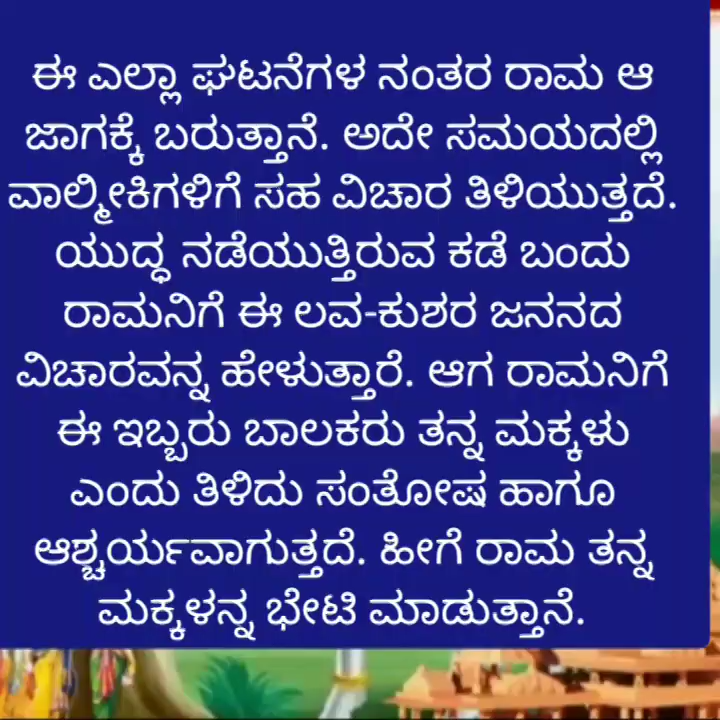 ಈ ಎಲ್ಲಾ ಘಟನೆಗಳ ನಂತರ ರಾಮ ಆ
ಜಾಗಕ್ಕೆ ಬರುತ್ತಾನೆ. ಅದೇ ಸಮಯದಲ್ಲಿ
ವಾಲ್ಮೀಕಿಗಳಿಗೆ ಸಹ ವಿಚಾರ ತಿಳಿಯುತ್ತದೆ.
ಯುದ್ಧ ನಡೆಯುತ್ತಿರುವ ಕಡೆ ಬಂದು
ರಾಮನಿಗೆ ಈ ಲವ-ಕುಶರ ಜನನದ
ವಿಚಾರವನ್ನ ಹೇಳುತ್ತಾರೆ. ಆಗ ರಾಮನಿಗೆ
ಈ ಇಬ್ಬರು ಬಾಲಕರು ತನ್ನ ಮಕ್ಕಳು
ಎಂದು ತಿಳಿದು ಸಂತೋಷ ಹಾಗೂ
ಆಶ್ಚರ್ಯವಾಗುತ್ತದೆ. ಹೀಗೆ ರಾಮ ತನ್ನ
ಮಕ್ಕಳನ್ನ ಭೇಟಿ ಮಾಡುತ್ತಾನೆ.